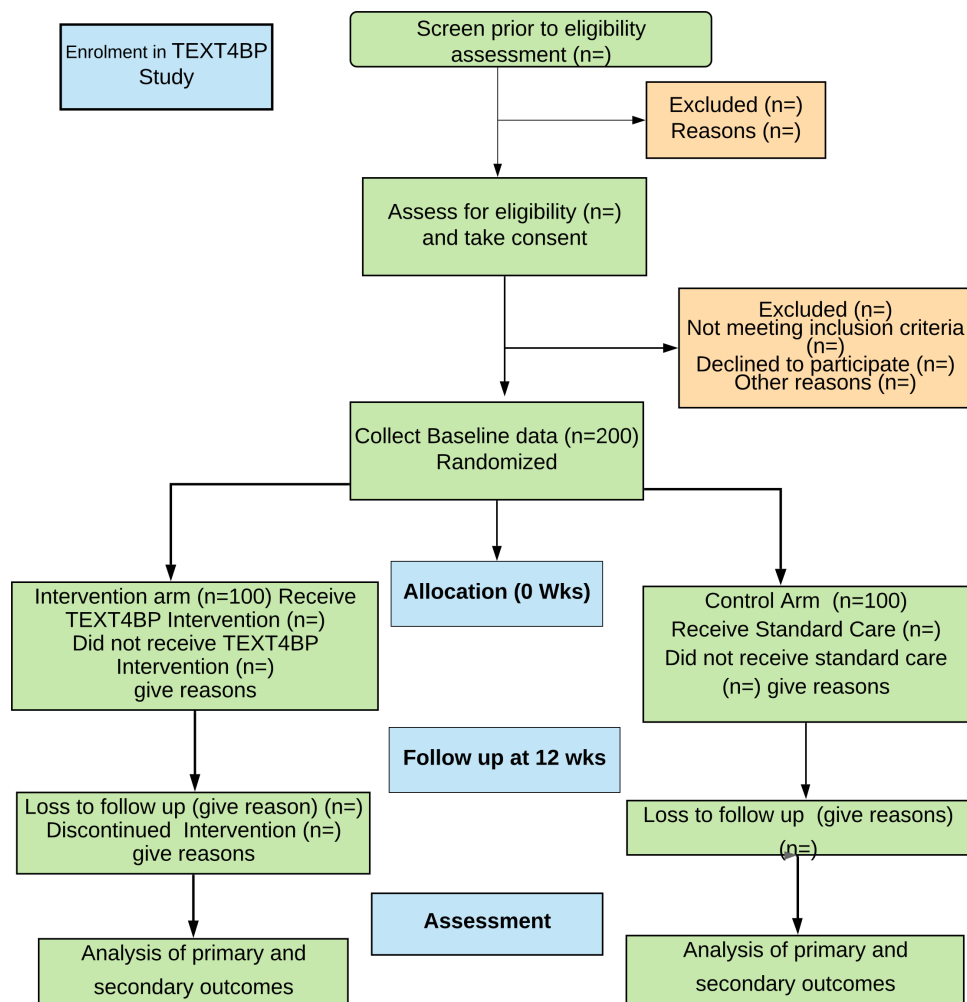 Enrolment in TEXT4BP
Study
Screen prior to eligibility
assessment (n=)
Excluded (n=)
Reasons (n=)
Assess for eligibility (n=)
and take consent
Excluded (n=)
Not meeting inclusion criteria
(n=)
Declined to participate (n=)
Other reasons (n=)
Collect Baseline data (n=200)
Randomized
Allocation (0 Wks)
Intervention arm (n=100) Receive
TEXT4BP Intervention (n=)
Did not receive TEXT4BP
Intervention (n=)
give reasons
Control Arm (n=100)
Receive Standard Care (n=)
Did not receive standard care
(n=) give reasons
Follow up at 12 wks
Loss to follow up (give reason) (n=)
Discontinued Intervention (n=)
give reasons
Loss to follow up (give reasons)
(n=)
Assessment
Analysis of primary and
secondary outcomes
Analysis of primary and
secondary outcomes